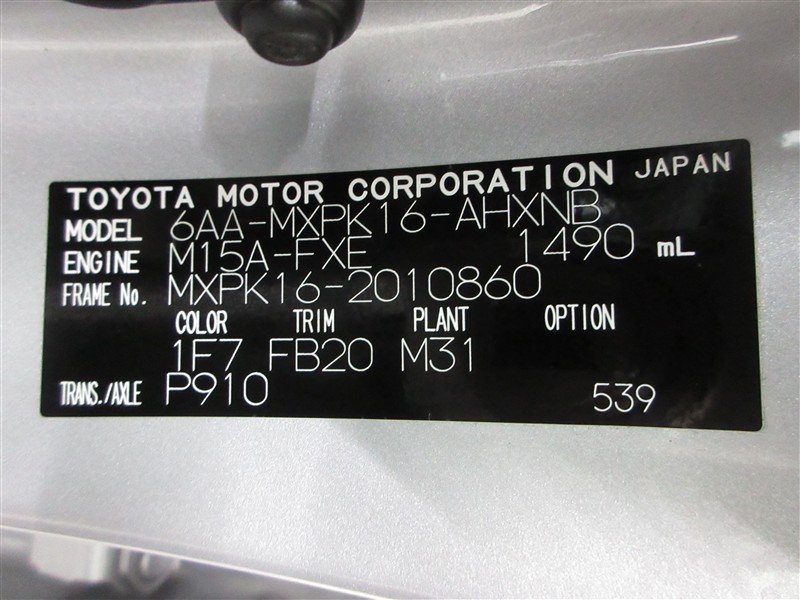 TOYOTA MOTOR CORPORATION JAPAN
MODEL 6AA-MXPK16-AHXNB
ENGINE M15A-FXE 1490 mL
FRAME No. MXPK16-2010860
COLOR TRIM PLANT OPTION
1F7 FB20 M31
TRANS./AXLE P910 539